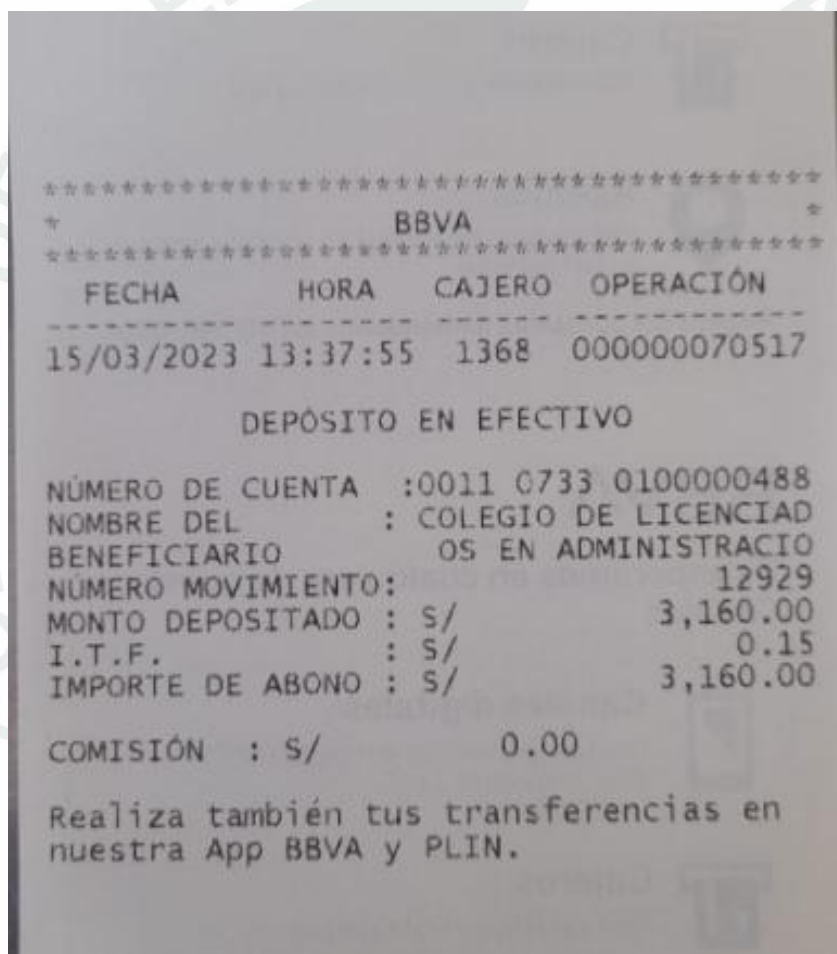 ****************************************
* BBVA *
****************************************
FECHA HORA CAJERO OPERACIÓN
---------- -------- ------ ------------
15/03/2023 13:37:55 1368 000000070517
DEPÓSITO EN EFECTIVO
NÚMERO DE CUENTA :0011 0733 0100000488
NOMBRE DEL : COLEGIO DE LICENCIAD
BENEFICIARIO OS EN ADMINISTRACIO
NÚMERO MOVIMIENTO: 12929
MONTO DEPOSITADO : S/ 3,160.00
I.T.F. : S/ 0.15
IMPORTE DE ABONO : S/ 3,160.00
COMISIÓN : S/ 0.00
Realiza también tus transferencias en
nuestra App BBVA y PLIN.